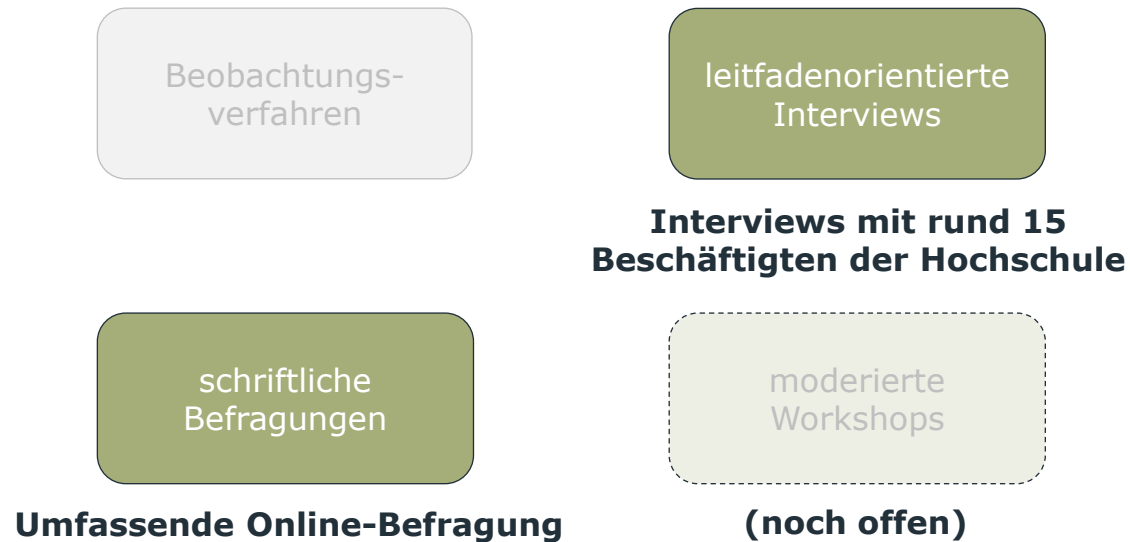 Beobachtungs-
verfahren
leitfadenorientierte
Interviews
Interviews mit rund 15
Beschäftigten der Hochschule
schriftliche
Befragungen
Umfassende Online-Befragung
moderierte
Workshops
(noch offen)